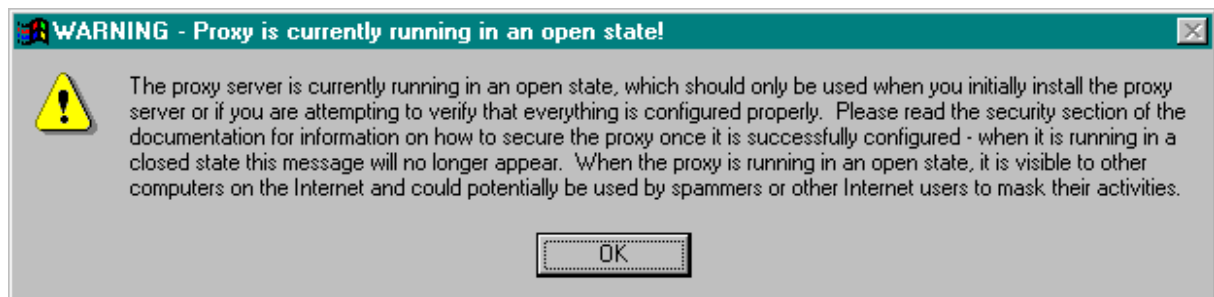 WARNING - Proxy is currently running in an open state!
The proxy server is currently running in an open state, which should only be used when you initially install the proxy
server or if you are attempting to verify that everything is configured properly.  Please read the security section of the
documentation for information on how to secure the proxy once it is successfully configured - when it is running in a
closed state this message will no longer appear.  When the proxy is running in an open state, it is visible to other
computers on the Internet and could potentially be used by spammers or other Internet users to mask their activities.
OK